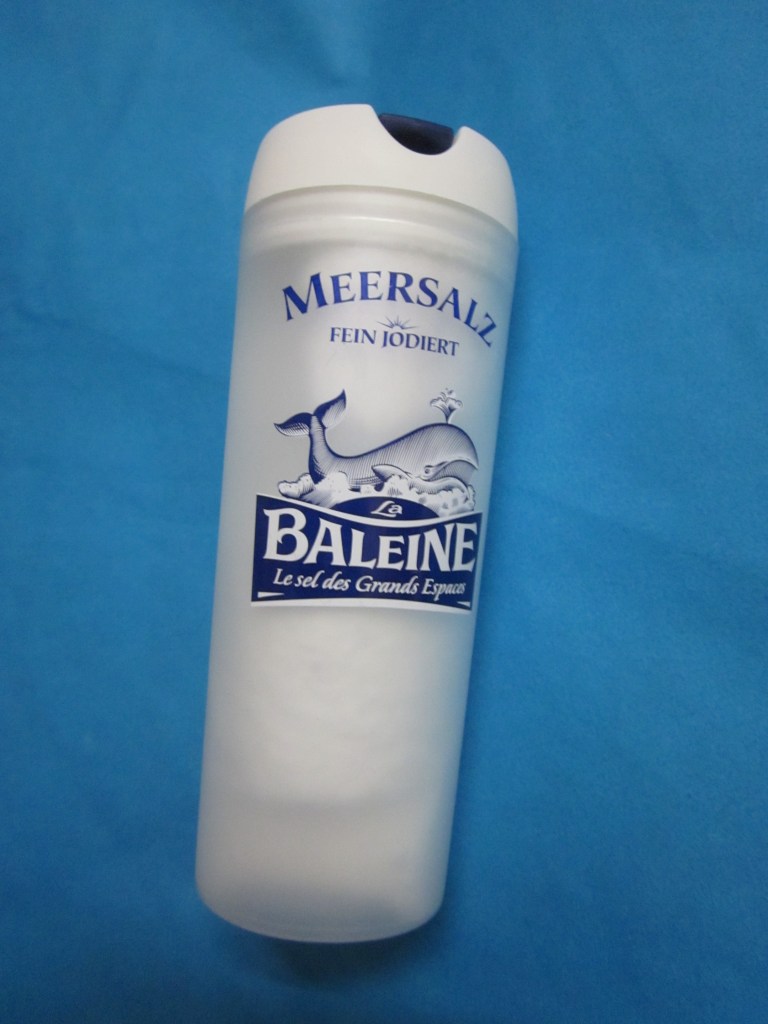 MEERSALZ
FEIN JODIERT
La
BALEINE
Le sel des Grands Espaces